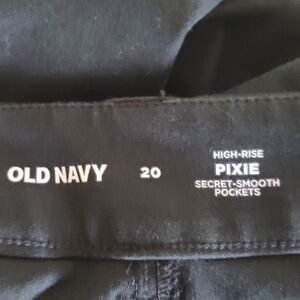 OLD NAVY
20
HIGH-RISE
PIXIE
SECRET-SMOOTH
POCKETS